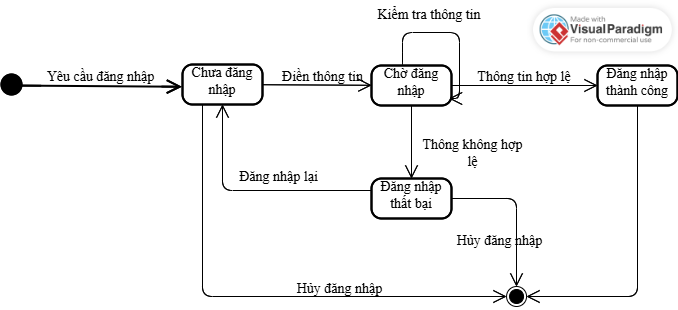 Kiểm tra thông tin
Made with
VisualParadigm
For non-commercial use
Yêu cầu đăng nhập
Chưa đăng
nhập
Điền thông tin
Chờ đăng
nhập
Thông tin hợp lệ
Đăng nhập
thành công
Thông không hợp
lệ
Đăng nhập lại
Đăng nhập
thất bại
Hủy đăng nhập
Hủy đăng nhập